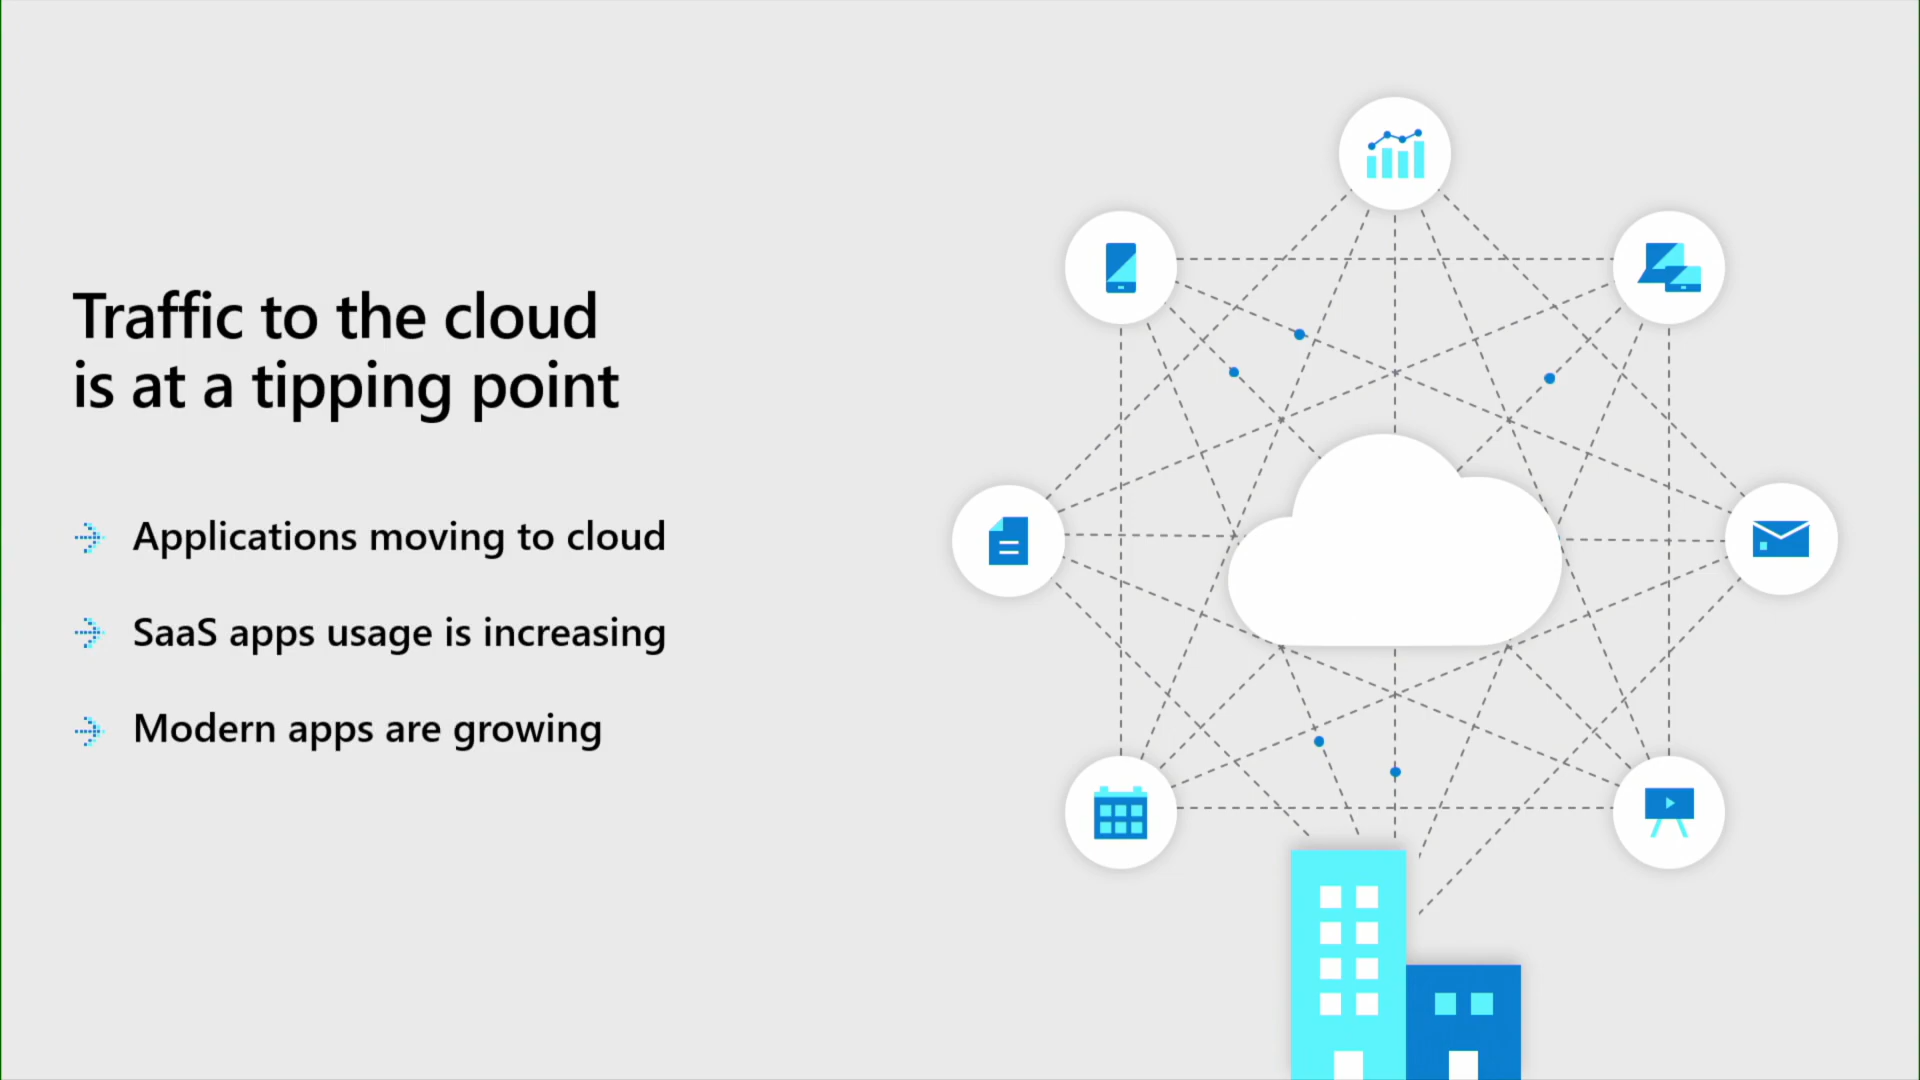 Traffic to the cloud
is at a tipping point
Applications moving to cloud
SaaS apps usage is increasing
Modern apps are growing